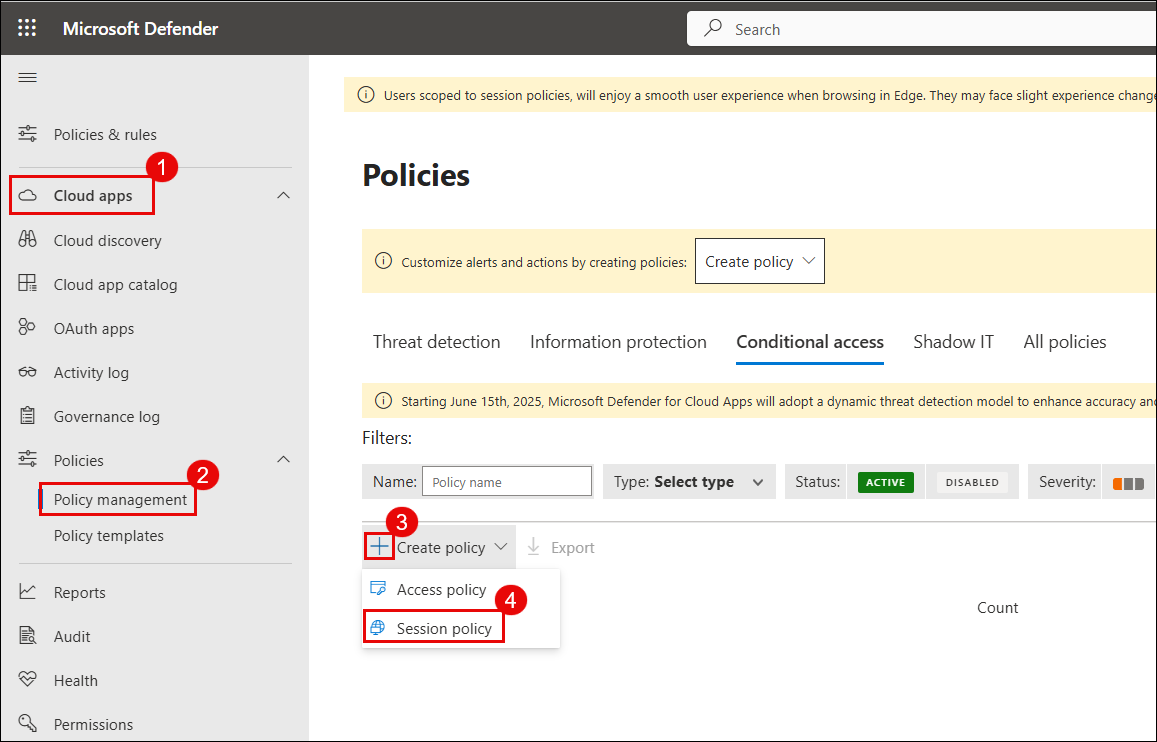 Microsoft Defender
Search
Policies & rules
1
Cloud apps
Cloud discovery
Cloud app catalog
OAuth apps
Activity log
Governance log
Policies
2
Policy management
Policy templates
Reports
Audit
Health
Permissions
Users scoped to session policies, will enjoy a smooth user experience when browsing in Edge. They may face slight experience change
Policies
Customize alerts and actions by creating policies: Create policy
Threat detection Information protection Conditional access Shadow IT All policies
Starting June 15th, 2025, Microsoft Defender for Cloud Apps will adopt a dynamic threat detection model to enhance accuracy and
Filters:
Name: Policy name Type: Select type Status: ACTIVE DISABLED Severity:
3
Create policy Export
Access policy
4
Session policy
Count